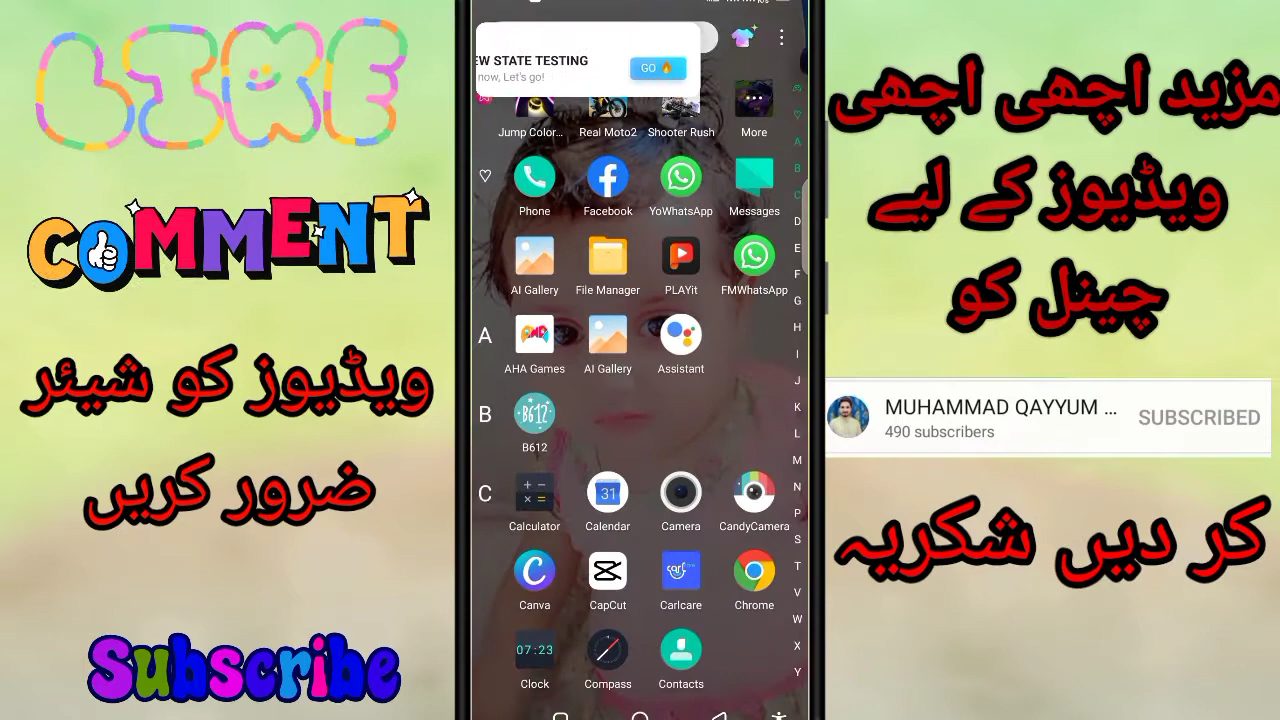 LIKE
COMMENT
ویڈیوز کو شیئر
ضرور کریں
Subscribe
EW STATE TESTING
now, Let's go!
GO
Jump Color... Real Moto2 Shooter Rush More
Phone Facebook YoWhatsApp Messages
AI Gallery File Manager PLAYit FMWhatsApp
A
AHA Games AI Gallery Assistant
B
B612
B612
C
31
Calculator Calendar Camera CandyCamera
Canva CapCut Carlcare Chrome
07:23
Clock Compass Contacts
A
B
C
D
E
F
G
H
I
J
K
L
M
N
P
S
T
V
W
X
Y
مزید اچھی اچھی
ویڈیوز کے لیے
چینل کو
MUHAMMAD QAYYUM ...
490 subscribers
SUBSCRIBED
کر دیں شکریہ